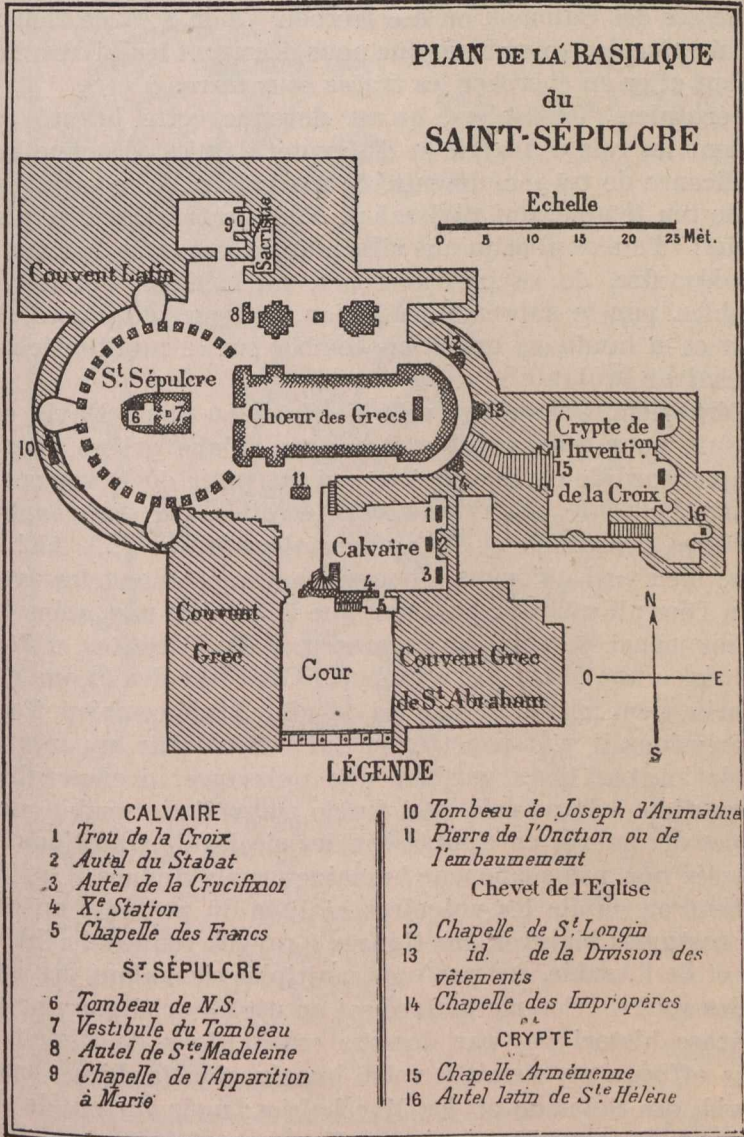 PLAN DE LA BASILIQUE
du
SAINT-SÉPULCRE
Echelle
0 5 10 15 20 25 Mèt.
9
Sacristie
Couvent Latin
8
12
St. Sépulcre
6 7
Chœur des Grecs
13
Crypte de
l'Inventi.on
15
de la Croix
10
11
14
16
1
Calvaire
2
3
4
5
Couvent
Grec
Cour
Couvent Grec
de St. Abraham
N
O E
S
LÉGENDE
CALVAIRE
1 Trou de la Croix
2 Autel du Stabat
3 Autel de la Crucifixioı
4 Xe. Station
5 Chapelle des Francs
ST SÉPULCRE
6 Tombeau de N.S.
7 Vestibule du Tombeau
8 Autel de Ste. Madeleine
9 Chapelle de l'Apparition
à Marie
10 Tombeau de Joseph d'Arimathie
11 Pierre de l'Onction ou de
l'embaumement
Chevet de l'Eglise
12 Chapelle de St. Longin
13 id. de la Division des
vêtements
14 Chapelle des Impropères
CRYPTE
15 Chapelle Arménienne
16 Autel latin de Ste. Hélène